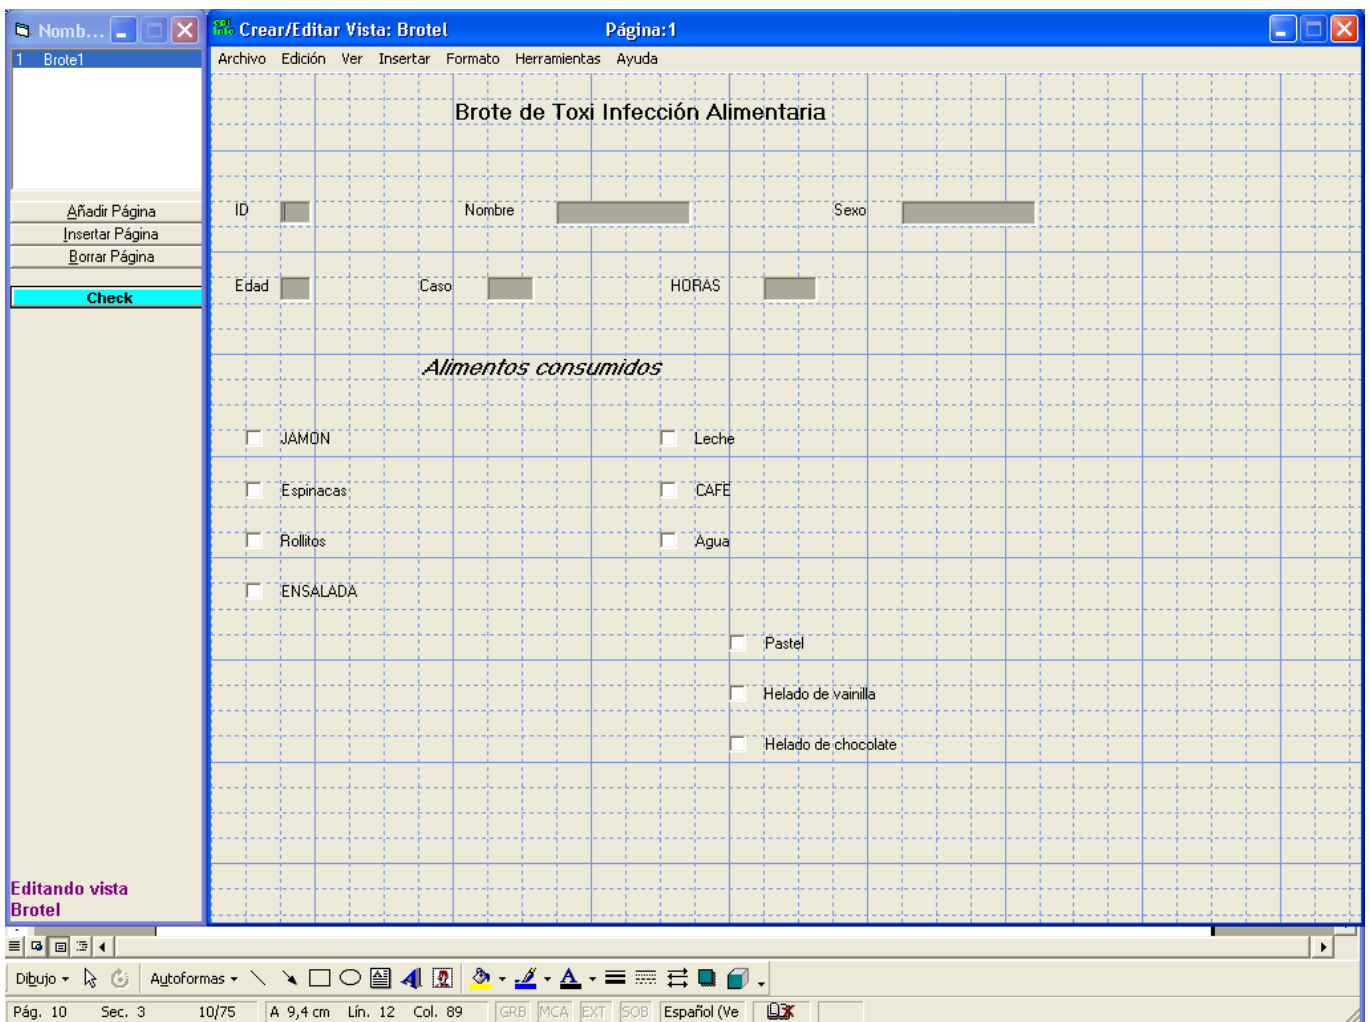 Nomb...
1 Brote1
Añadir Página
Insertar Página
Borrar Página
Check
Editando vista
Brotel
Crear/Editar Vista: Brotel Página:1
Archivo Edición Ver Insertar Formato Herramientas Ayuda
Brote de Toxi Infección Alimentaria
ID Nombre Sexo
Edad Caso HORAS
Alimentos consumidos
JAMON Leche
Espinacas CAFE
Rollitos Agua
ENSALADA
Pastel
Helado de vainilla
Helado de chocolate
Dibujo Autoformas
Pág. 10 Sec. 3 10/75 A 9,4 cm Lín. 12 Col. 89 GRB MCA EXT SOB Español (Ve